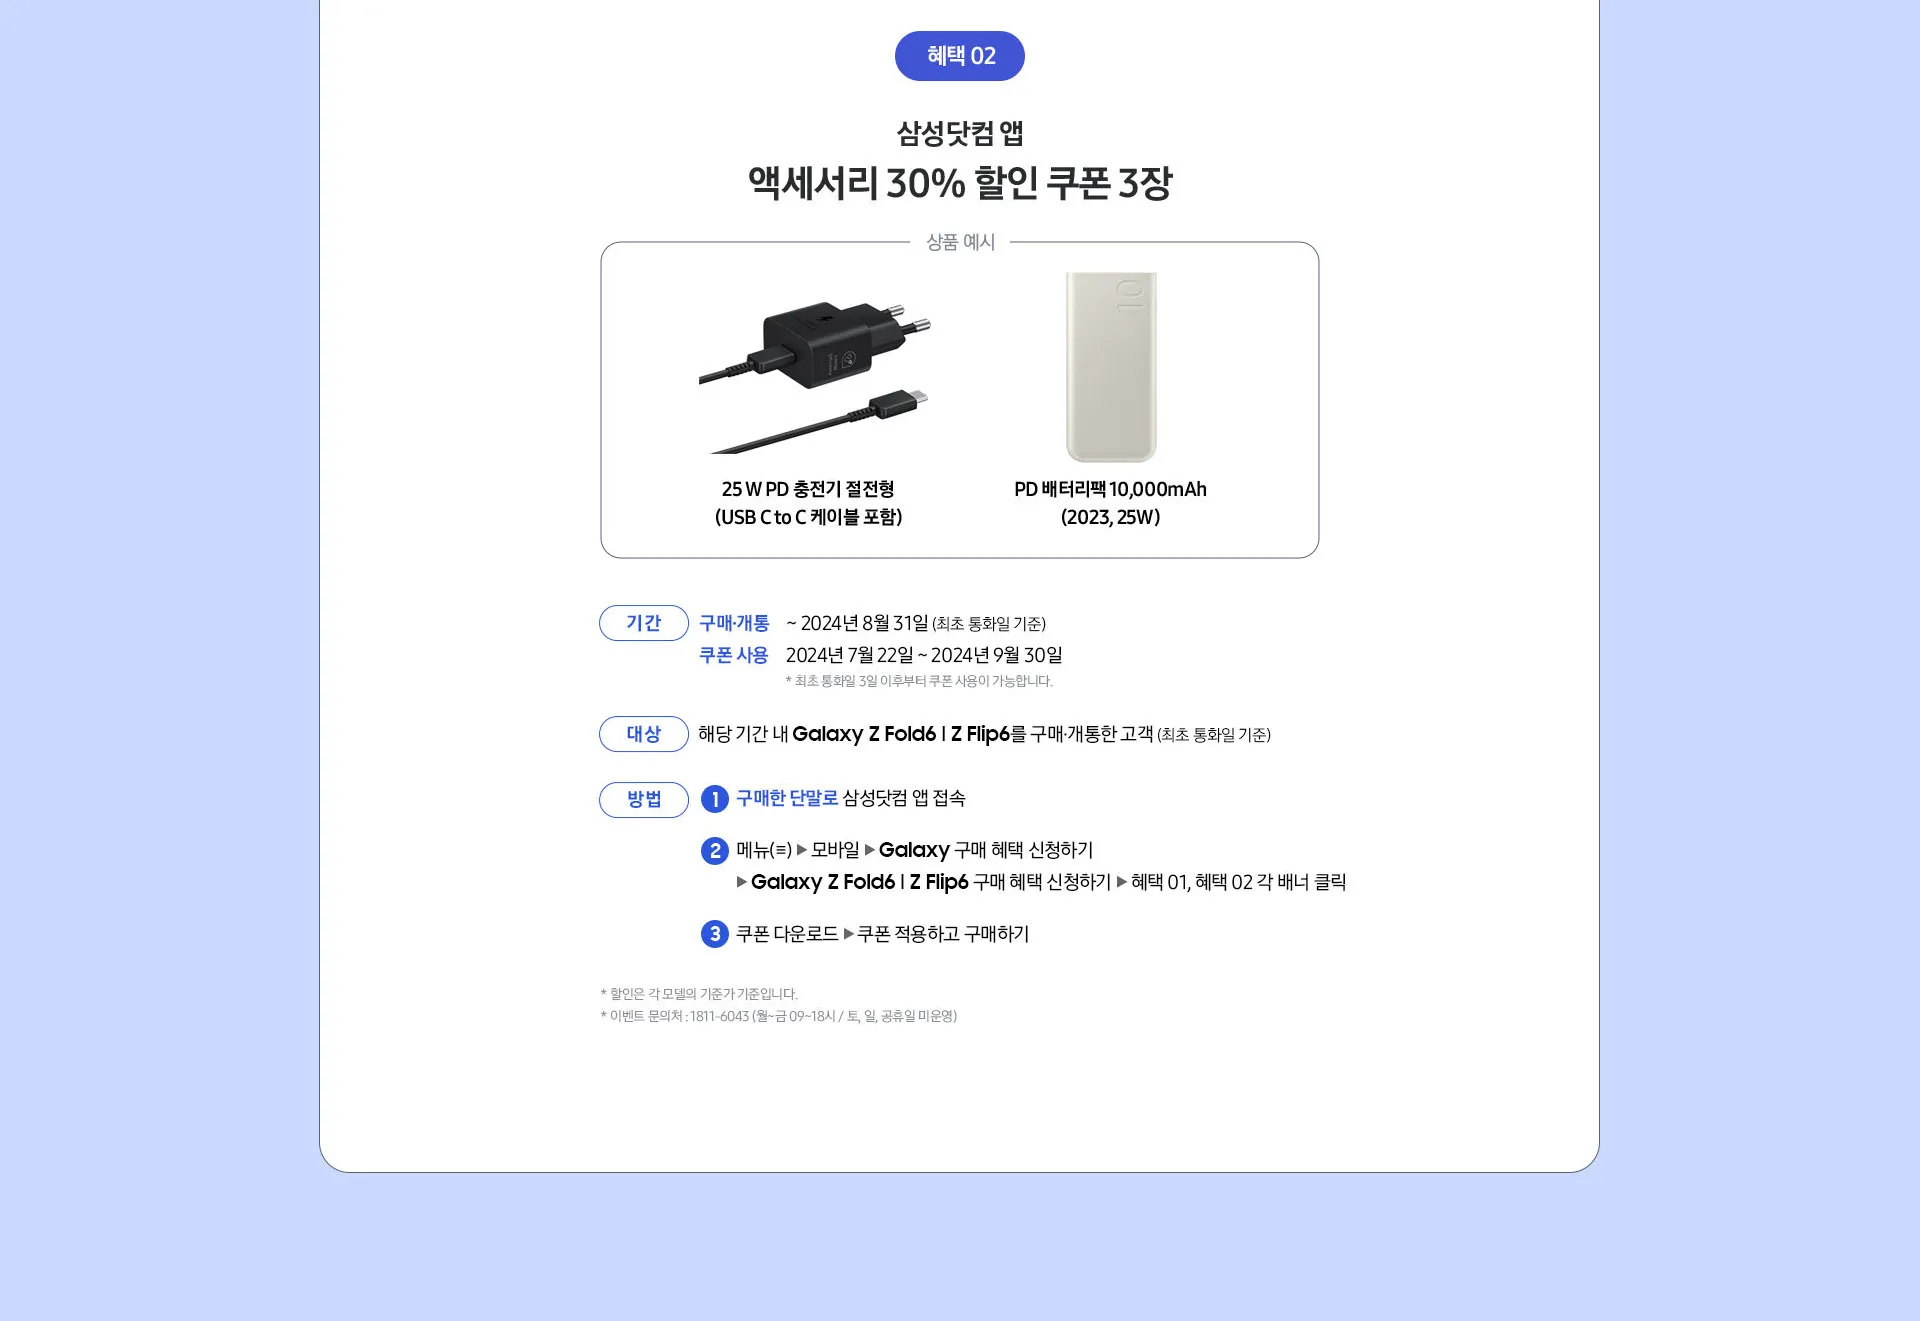 혜택 02
삼성닷컴 앱
액세서리 30% 할인 쿠폰 3장
상품 예시
10
25 W PD 충전기 절전형
(USB C to C 케이블 포함)
PD 배터리팩 10,000mAh
(2023, 25W)
기간 구매·개통 ~ 2024년 8월 31일 (최초 통화일 기준)
쿠폰 사용 2024년 7월 22일 ~ 2024년 9월 30일
* 최초 통화일 3일 이후부터 쿠폰 사용이 가능합니다.
대상 해당 기간 내 Galaxy Z Fold6 | Z Flip6를 구매·개통한 고객 (최초 통화일 기준)
방법 1 구매한 단말로 삼성닷컴 앱 접속
2 메뉴(≡) ▶ 모바일 ▶ Galaxy 구매 혜택 신청하기
▶ Galaxy Z Fold6 | Z Flip6 구매 혜택 신청하기 ▶ 혜택 01, 혜택 02 각 배너 클릭
3 쿠폰 다운로드 ▶ 쿠폰 적용하고 구매하기
* 할인은 각 모델의 기준가 기준입니다.
* 이벤트 문의처 : 1811-6043 (월~금 09~18시 / 토, 일, 공휴일 미운영)